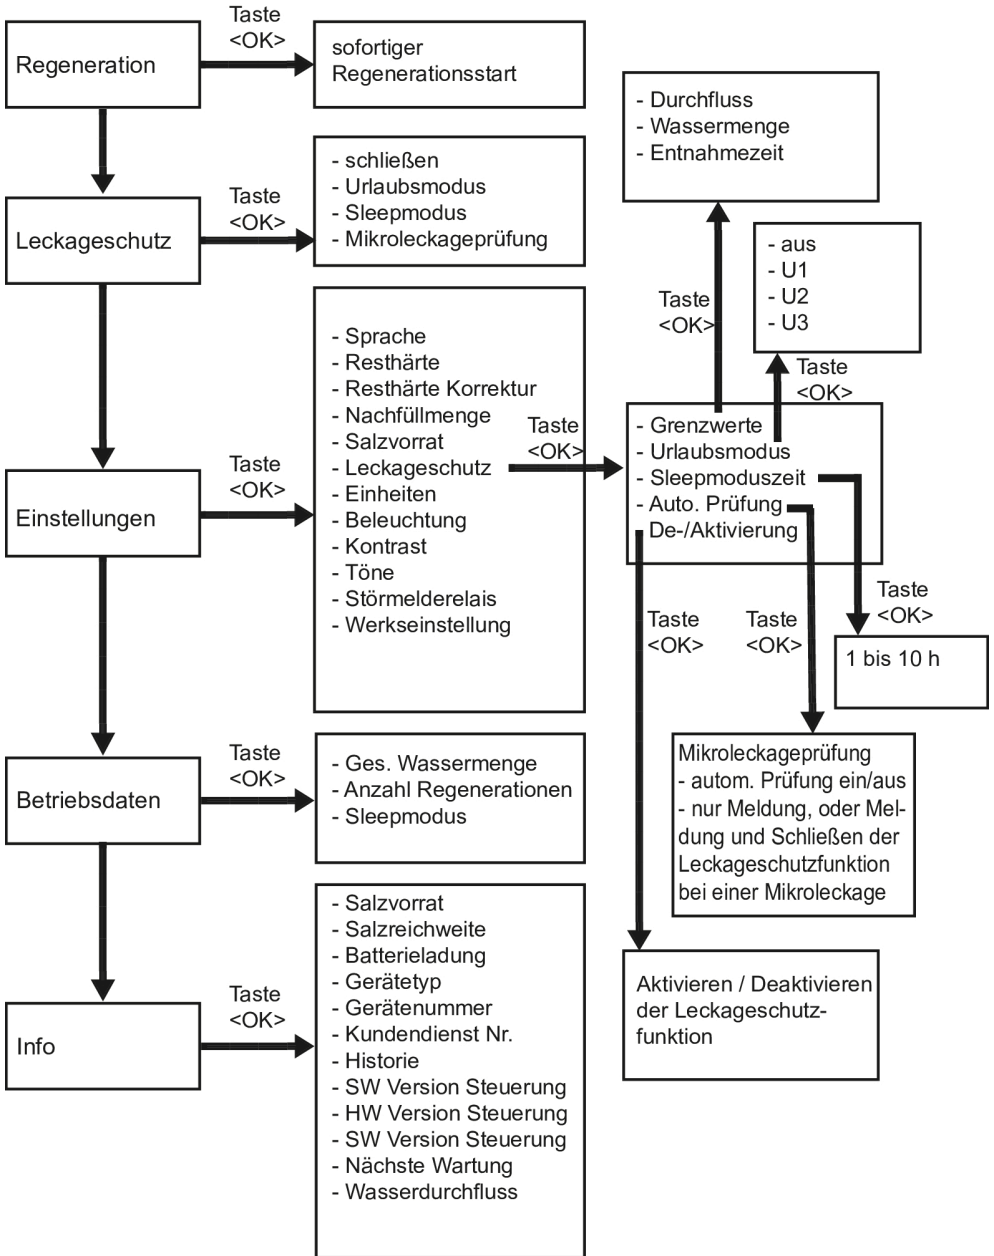 Regeneration
Taste
<OK>
sofortiger
Regenerationsstart
Leckageschutz
Taste
<OK>
- schließen
- Urlaubsmodus
- Sleepmodus
- Mikroleckageprüfung
Einstellungen
Taste
<OK>
- Sprache
- Resthärte
- Resthärte Korrektur
- Nachfüllmenge
- Salzvorrat
- Leckageschutz
- Einheiten
- Beleuchtung
- Kontrast
- Töne
- Störmelderelais
- Werkseinstellung
Taste
<OK>
- Grenzwerte
- Urlaubsmodus
- Sleepmoduszeit
- Auto. Prüfung
- De-/Aktivierung
Taste
<OK>
- Durchfluss
- Wassermenge
- Entnahmezeit
Taste
<OK>
- aus
- U1
- U2
- U3
Taste
<OK>
1 bis 10 h
Taste
<OK>
Mikroleckageprüfung
- autom. Prüfung ein/aus
- nur Meldung, oder Mel-
dung und Schließen der
Leckageschutzfunktion
bei einer Mikroleckage
Taste
<OK>
Aktivieren / Deaktivieren
der Leckageschutz-
funktion
Betriebsdaten
Taste
<OK>
- Ges. Wassermenge
- Anzahl Regenerationen
- Sleepmodus
Info
Taste
<OK>
- Salzvorrat
- Salzreichweite
- Batterieladung
- Gerätetyp
- Gerätenummer
- Kundendienst Nr.
- Historie
- SW Version Steuerung
- HW Version Steuerung
- SW Version Steuerung
- Nächste Wartung
- Wasserdurchfluss